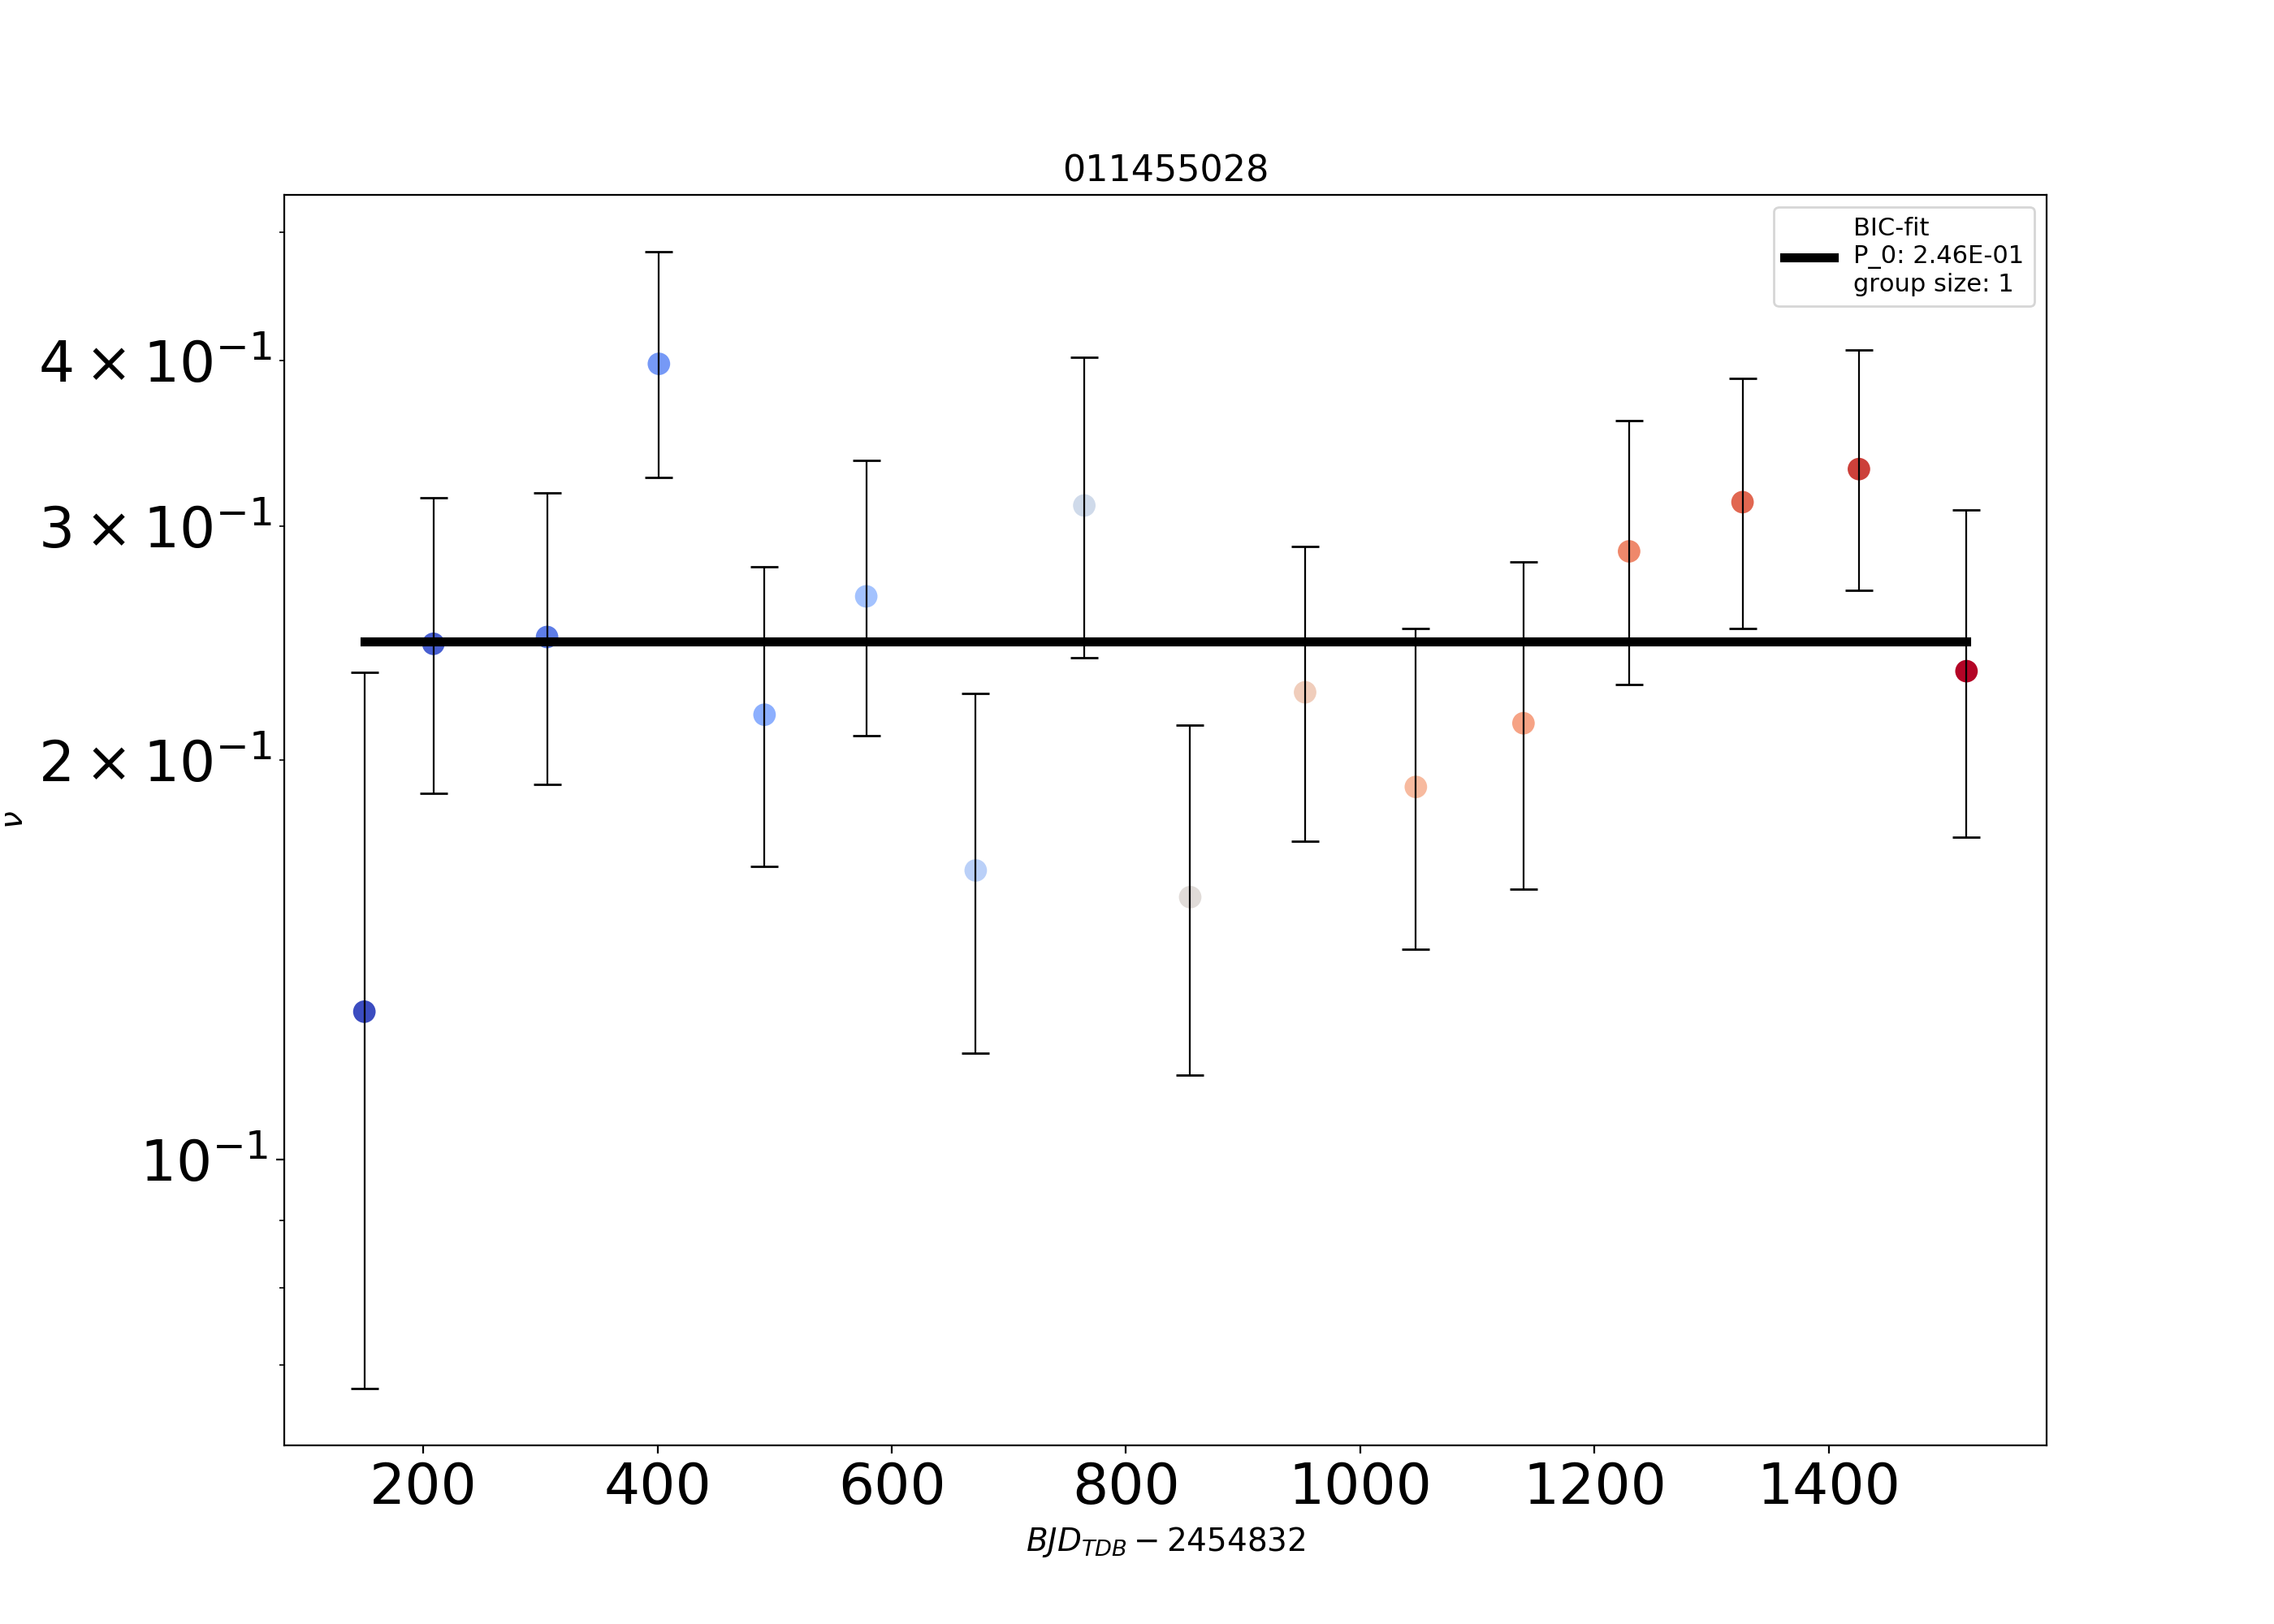 011455028
BIC-fit
P_0: 2.46E-01
group size: 1
4 × 10⁻¹
3 × 10⁻¹
2 × 10⁻¹
10⁻¹
ν
200 400 600 800 1000 1200 1400
BJD_TDB − 2454832